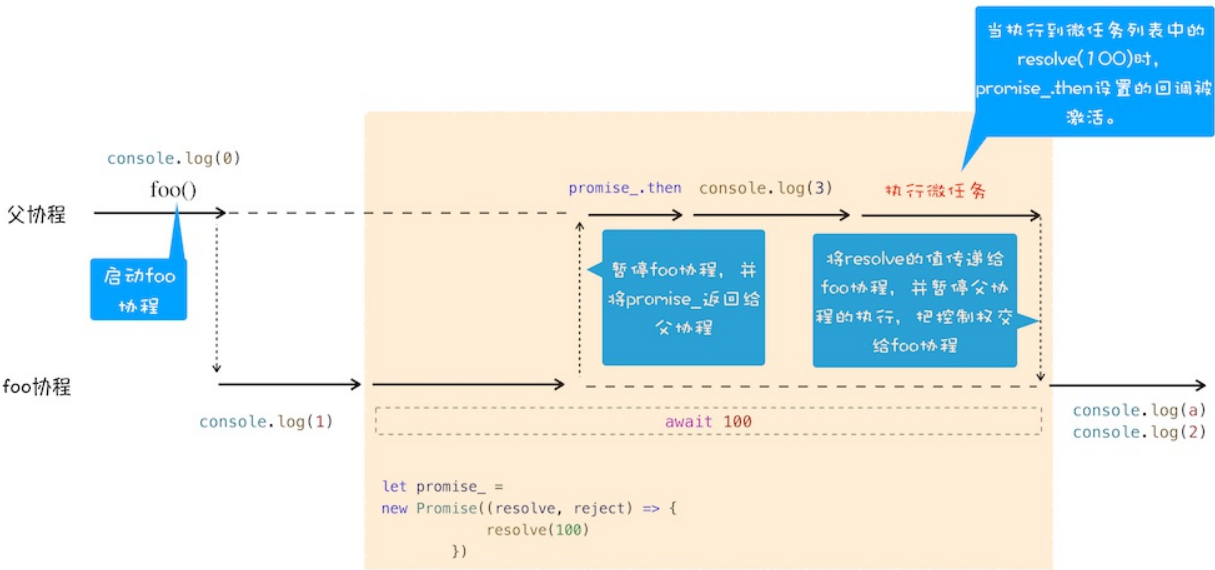 当执行到微任务列表中的
resolve(100)时,
promise_.then设置的回调被
激活。
console.log(0)
foo()
父协程
启动foo
协程
promise_.then
console.log(3)
执行微任务
暂停foo协程，并
将promise_返回给
父协程
将resolve的值传递给
foo协程，并暂停父协
程的执行，把控制权交
给foo协程
foo协程
console.log(1)
await 100
console.log(a)
console.log(2)
let promise_ =
new Promise((resolve, reject) => {
resolve(100)
})